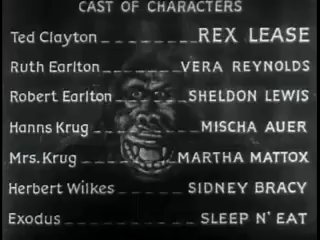 CAST OF CHARACTERS
Ted Clayton REX LEASE
Ruth Earlton VERA REYNOLDS
Robert Earlton SHELDON LEWIS
Hanns Krug MISCHA AUER
Mrs. Krug MARTHA MATTOX
Herbert Wilkes SIDNEY BRACY
Exodus SLEEP N' EAT